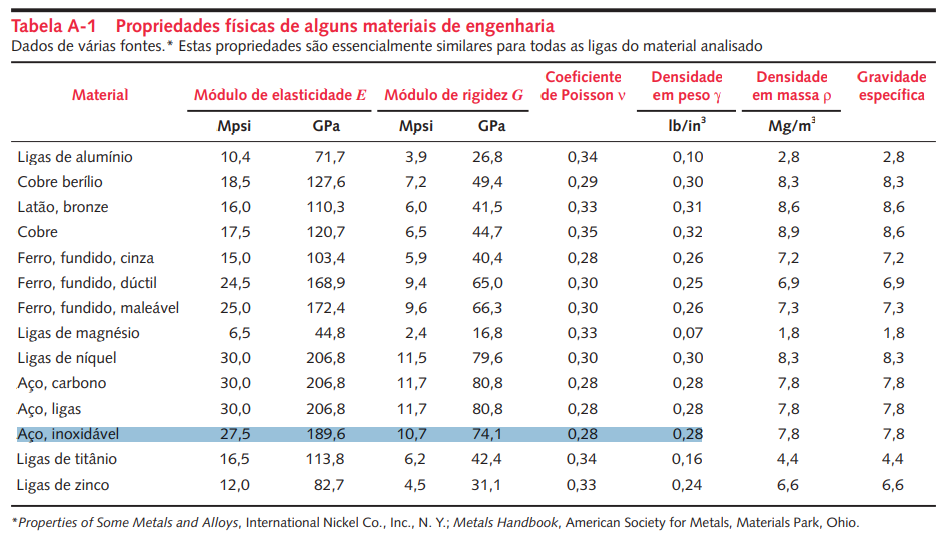 Tabela A-1 Propriedades físicas de alguns materiais de engenharia
Dados de várias fontes.* Estas propriedades são essencialmente similares para todas as ligas do material analisado
Material Módulo de elasticidade E Módulo de rigidez G Coeficiente de Poisson ν Densidade em peso γ Densidade em massa ρ Gravidade específica
Mpsi GPa Mpsi GPa lb/in³ Mg/m³
Ligas de alumínio 10,4 71,7 3,9 26,8 0,34 0,10 2,8 2,8
Cobre berílio 18,5 127,6 7,2 49,4 0,29 0,30 8,3 8,3
Latão, bronze 16,0 110,3 6,0 41,5 0,33 0,31 8,6 8,6
Cobre 17,5 120,7 6,5 44,7 0,35 0,32 8,9 8,6
Ferro, fundido, cinza 15,0 103,4 5,9 40,4 0,28 0,26 7,2 7,2
Ferro, fundido, dúctil 24,5 168,9 9,4 65,0 0,30 0,25 6,9 6,9
Ferro, fundido, maleável 25,0 172,4 9,6 66,3 0,30 0,26 7,3 7,3
Ligas de magnésio 6,5 44,8 2,4 16,8 0,33 0,07 1,8 1,8
Ligas de níquel 30,0 206,8 11,5 79,6 0,30 0,30 8,3 8,3
Aço, carbono 30,0 206,8 11,7 80,8 0,28 0,28 7,8 7,8
Aço, ligas 30,0 206,8 11,7 80,8 0,28 0,28 7,8 7,8
Aço, inoxidável 27,5 189,6 10,7 74,1 0,28 0,28 7,8 7,8
Ligas de titânio 16,5 113,8 6,2 42,4 0,34 0,16 4,4 4,4
Ligas de zinco 12,0 82,7 4,5 31,1 0,33 0,24 6,6 6,6
*Properties of Some Metals and Alloys, International Nickel Co., Inc., N. Y.; Metals Handbook, American Society for Metals, Materials Park, Ohio.